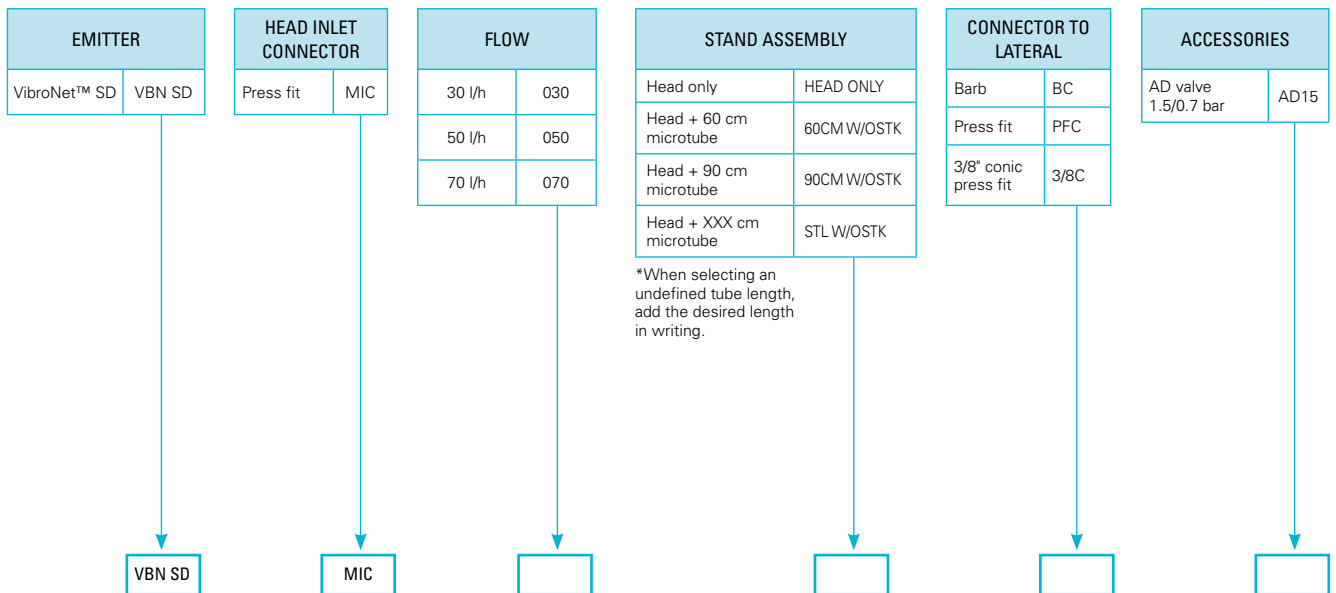 EMITTER
VibroNet™ SD VBN SD
HEAD INLET
CONNECTOR
Press fit MIC
FLOW
30 l/h 030
50 l/h 050
70 l/h 070
STAND ASSEMBLY
Head only HEAD ONLY
Head + 60 cm
microtube 60CM W/OSTK
Head + 90 cm
microtube 90CM W/OSTK
Head + XXX cm
microtube STL W/OSTK
*When selecting an
undefined tube length,
add the desired length
in writing.
CONNECTOR TO
LATERAL
Barb BC
Press fit PFC
3/8" conic
press fit 3/8C
ACCESSORIES
AD valve
1.5/0.7 bar AD15
VBN SD
MIC